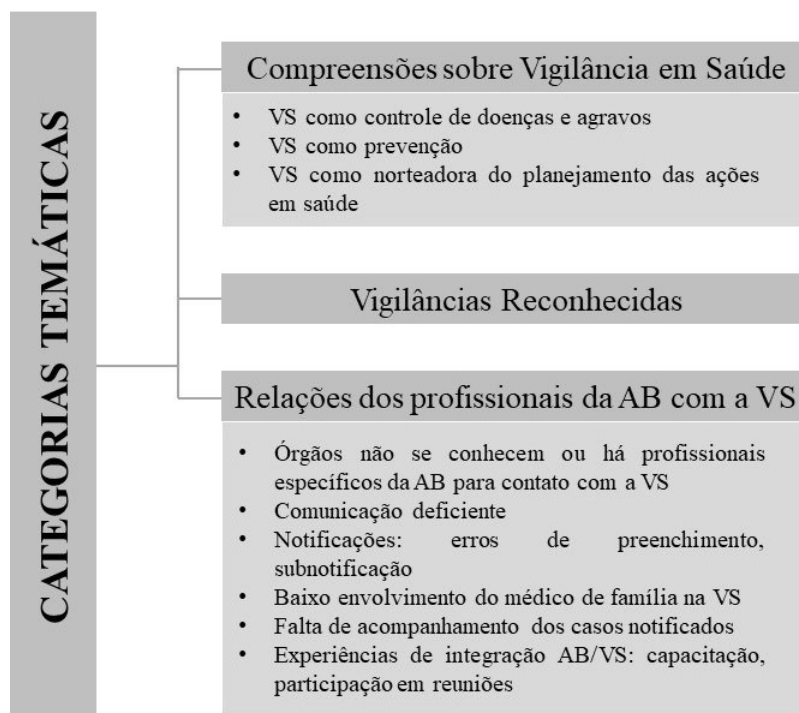 CATEGORIAS TEMÁTICAS
Compreensões sobre Vigilância em Saúde
• VS como controle de doenças e agravos
• VS como prevenção
• VS como norteadora do planejamento das ações
em saúde
Vigilâncias Reconhecidas
Relações dos profissionais da AB com a VS
• Órgãos não se conhecem ou há profissionais
específicos da AB para contato com a VS
• Comunicação deficiente
• Notificações: erros de preenchimento,
subnotificação
• Baixo envolvimento do médico de família na VS
• Falta de acompanhamento dos casos notificados
• Experiências de integração AB/VS: capacitação,
participação em reuniões